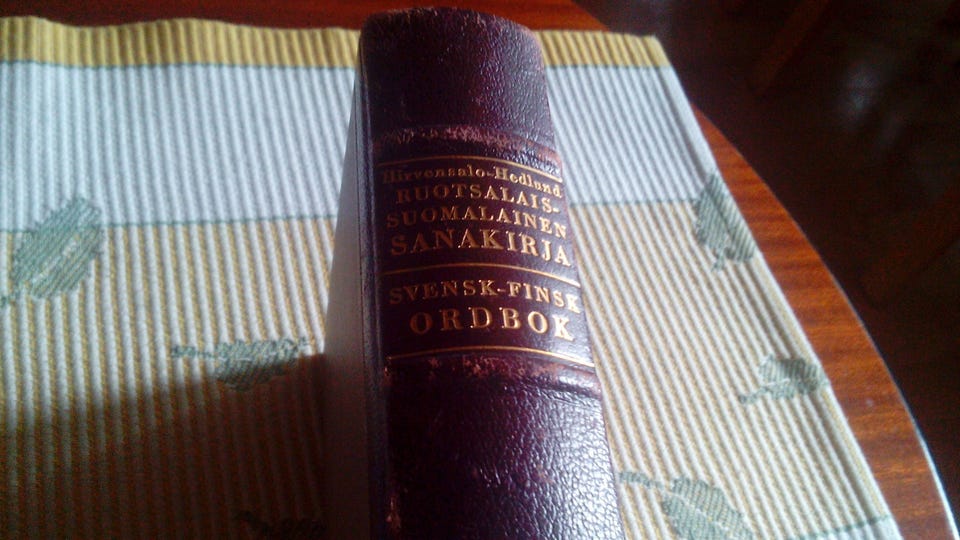 Hirvensalo-Hedlund
RUOTSALAIS-
SUOMALAINEN
SANAKIRJA
SVENSK-FINSK
ORDBOK